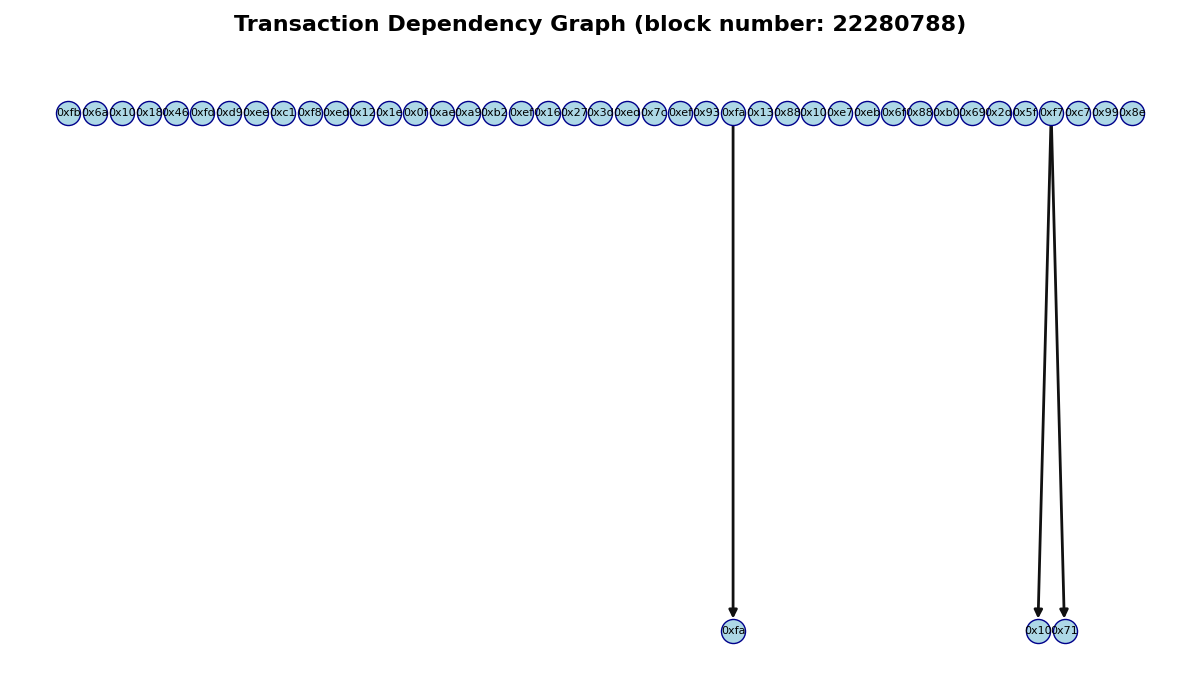 Transaction Dependency Graph (block number: 22280788)
0xfb 0x6a 0x10 0x18 0x46 0xfd 0xd9 0xee 0xc1 0xf8 0xed 0x12 0x1e 0x0f 0xae 0xa9 0xb2 0xef 0x16 0x27 0x3c 0xed 0x7c 0xef 0x93 0xfa 0x13 0x88 0x10 0xe7 0xeb 0x6f 0x88 0xb0 0x69 0x5f 0xf7 0xc7 0x99 0x8e
0xfa 0x10 0x71